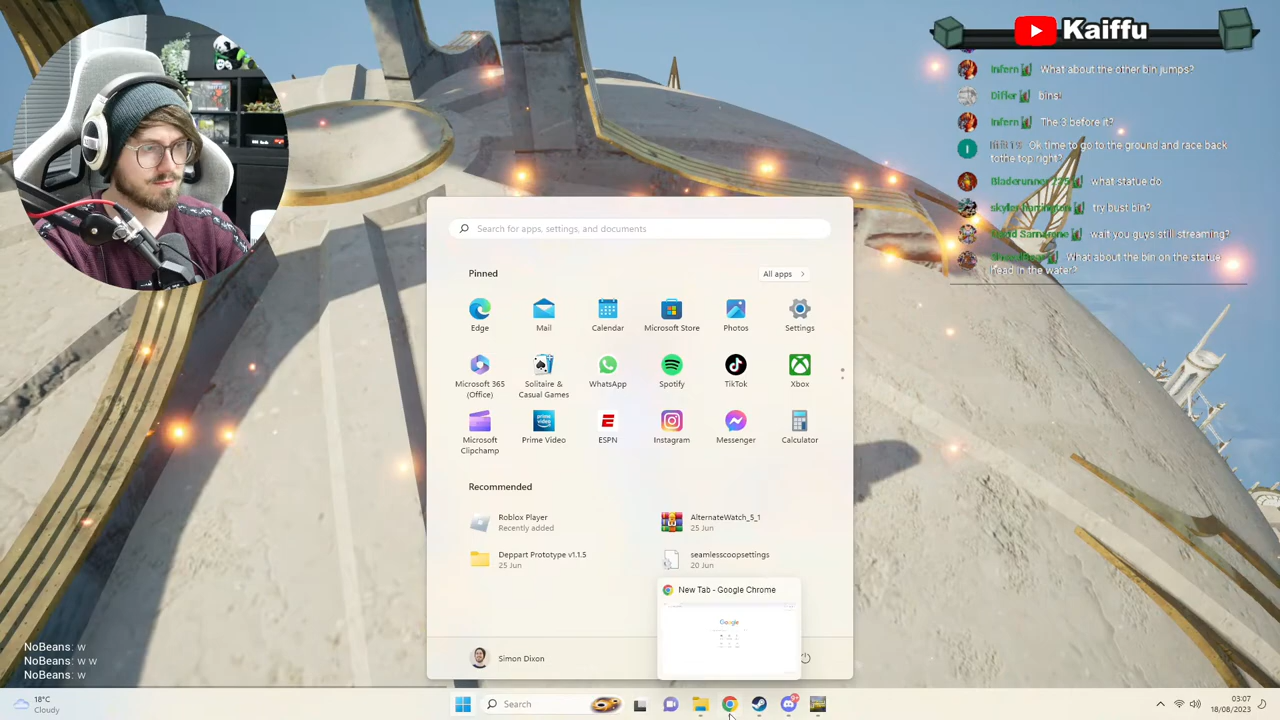 Kaiffu
Infern What about the other bin jumps?
Differ bins!
Infern The 3 before it?
Ok time to go to the ground and race back
tothe top right?
what statue do
try bust bin?
wait you guys still streaming?
What about the bin on the statue
head in the water?
Search for apps, settings, and documents
Pinned
All apps
Edge
Mail
Calendar
Microsoft Store
Photos
Settings
Microsoft 365
(Office)
Solitaire &
Casual Games
WhatsApp
Spotify
TikTok
Xbox
Microsoft
Clipchamp
prime video
Prime Video
ESPN
Instagram
Messenger
Calculator
Recommended
Roblox Player
Recently added
AlternateWatch_5_1
25 Jun
Deppart Prototype v1.1.5
25 Jun
seamlesscoopsettings
20 Jun
New Tab - Google Chrome
Google
Simon Dixon
NoBeans: w
NoBeans: w w
NoBeans: w
18°C
Cloudy
Search
03:07
18/08/2023